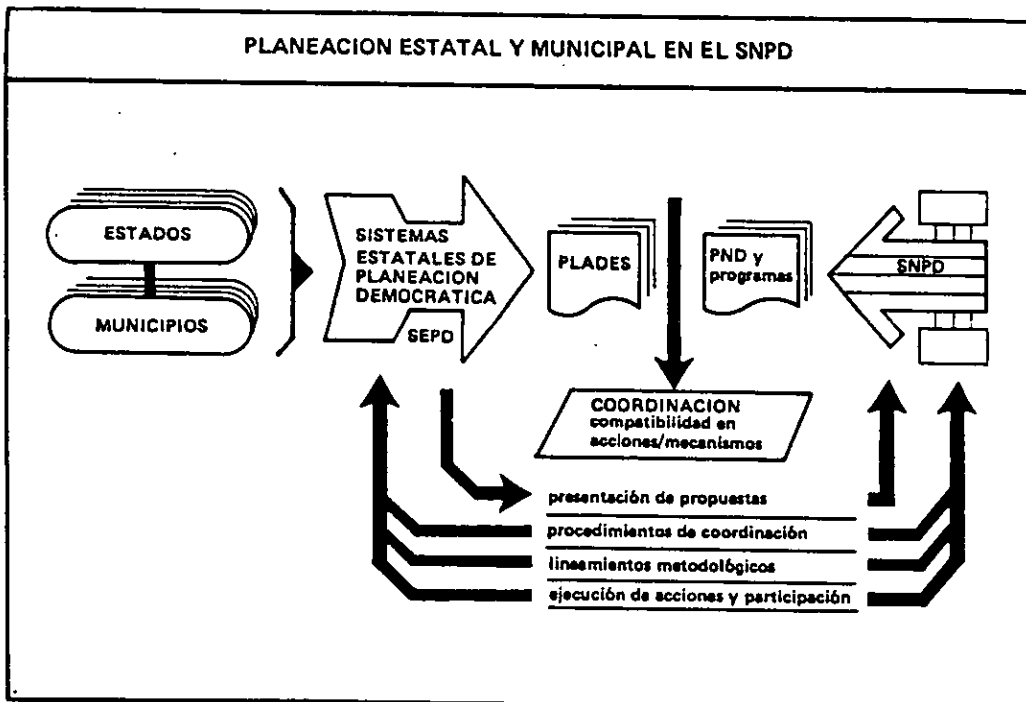 PLANEACION ESTATAL Y MUNICIPAL EN EL SNPD
ESTADOS
MUNICIPIOS
SISTEMAS
ESTATALES DE
PLANEACION
DEMOCRATICA
SEPD
PLADES
PND y
programas
SNPD
COORDINACION
compatibilidad en
acciones/mecanismos
presentación de propuestas
procedimientos de coordinación
lineamientos metodológicos
ejecución de acciones y participación